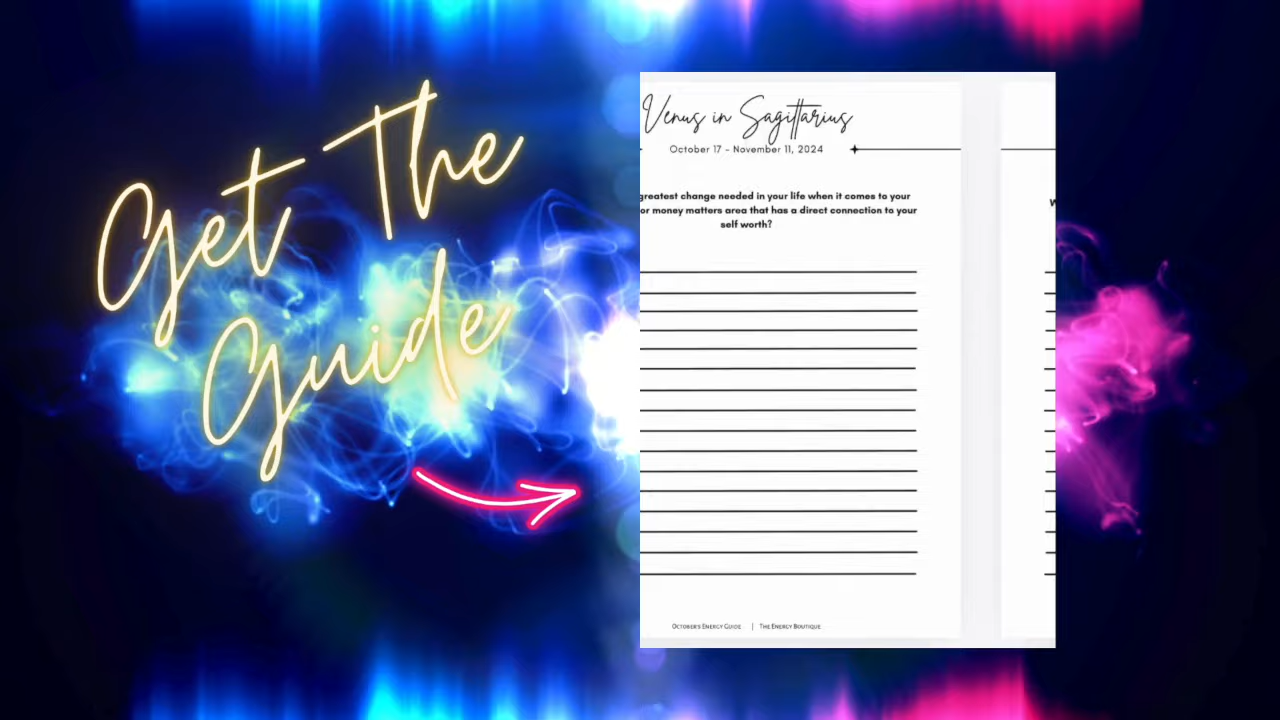 Get The
Guide
Venus in Sagittarius
October 17 - November 11, 2024
greatest change needed in your life when it comes to your
or money matters area that has a direct connection to your
self worth?
W
October's Energy Guide | The Energy Boutique